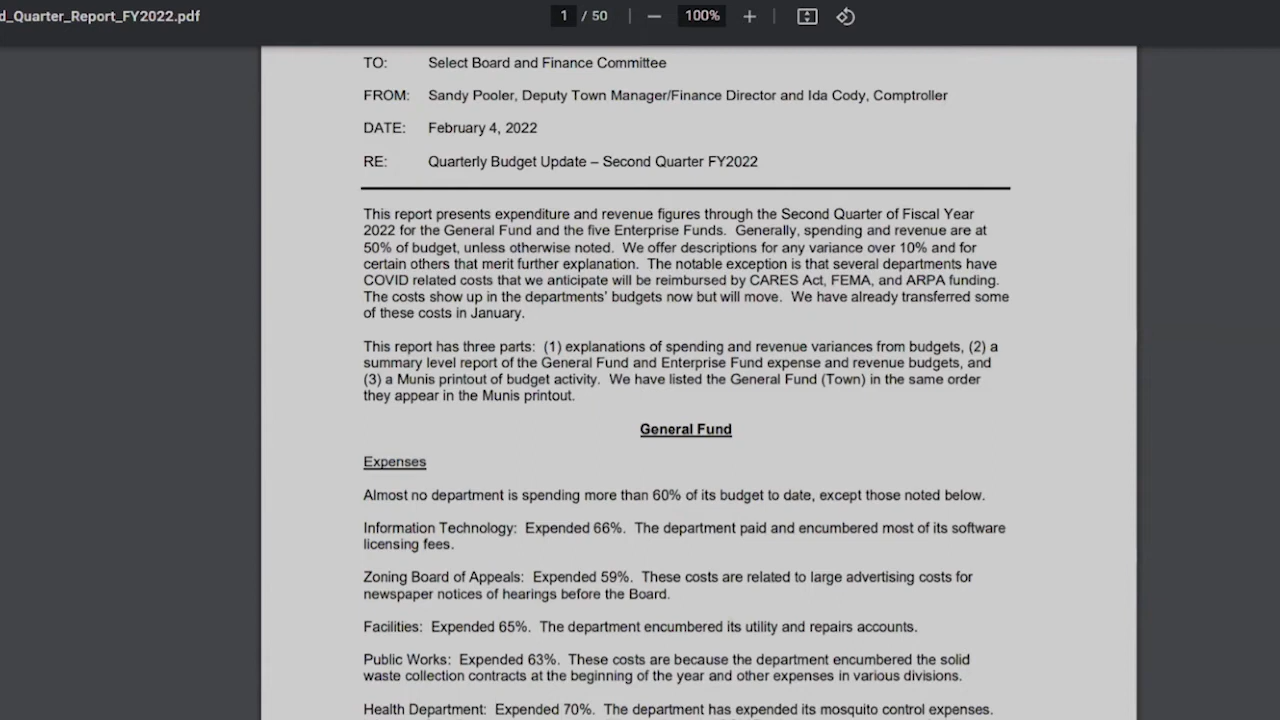 d_Quarter_Report_FY2022.pdf
1 / 50
100%
TO: Select Board and Finance Committee
FROM: Sandy Pooler, Deputy Town Manager/Finance Director and Ida Cody, Comptroller
DATE: February 4, 2022
RE: Quarterly Budget Update – Second Quarter FY2022
This report presents expenditure and revenue figures through the Second Quarter of Fiscal Year
2022 for the General Fund and the five Enterprise Funds. Generally, spending and revenue are at
50% of budget, unless otherwise noted. We offer descriptions for any variance over 10% and for
certain others that merit further explanation. The notable exception is that several departments have
COVID related costs that we anticipate will be reimbursed by CARES Act, FEMA, and ARPA funding.
The costs show up in the departments' budgets now but will move. We have already transferred some
of these costs in January.
This report has three parts: (1) explanations of spending and revenue variances from budgets, (2) a
summary level report of the General Fund and Enterprise Fund expense and revenue budgets, and
(3) a Munis printout of budget activity. We have listed the General Fund (Town) in the same order
they appear in the Munis printout.
General Fund
Expenses
Almost no department is spending more than 60% of its budget to date, except those noted below.
Information Technology: Expended 66%. The department paid and encumbered most of its software
licensing fees.
Zoning Board of Appeals: Expended 59%. These costs are related to large advertising costs for
newspaper notices of hearings before the Board.
Facilities: Expended 65%. The department encumbered its utility and repairs accounts.
Public Works: Expended 63%. These costs are because the department encumbered the solid
waste collection contracts at the beginning of the year and other expenses in various divisions.
Health Department: Expended 70%. The department has expended its mosquito control expenses.